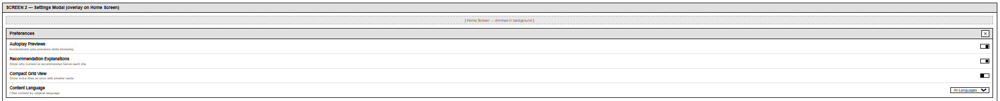 SCREEN 2 — Settings Modal (overlay on Home Screen)
[ Home Screen — dimmed in background ]
Preferences
Autoplay Previews
Automatically play previews while browsing
Recommendation Explanations
Show why content is recommended below each title
Compact Grid View
Show more titles at once with smaller cards
Content Language
Filter content by original language
All Languages